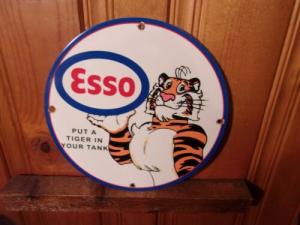 Esso
PUT A
TIGER IN
YOUR TANK